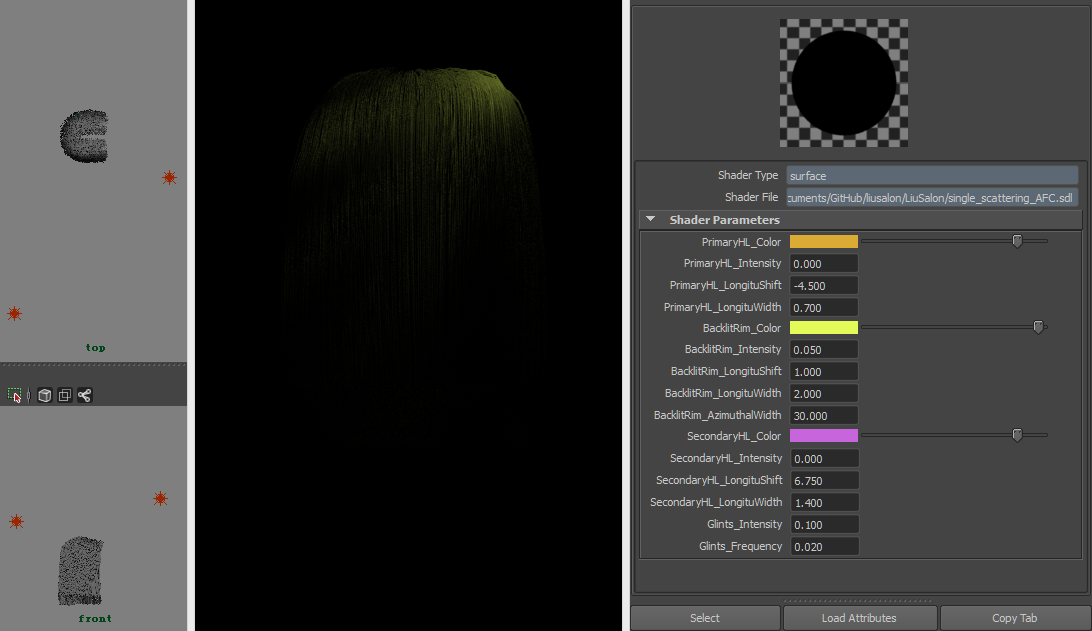 top
front
Shader Type surface
Shader File cuments/GitHub/liusalon/LiuSalon/single_scattering_AFC.sdl
Shader Parameters
PrimaryHL_Color
PrimaryHL_Intensity 0.000
PrimaryHL_LongituShift -4.500
PrimaryHL_LongituWidth 0.700
BacklitRim_Color
BacklitRim_Intensity 0.050
BacklitRim_LongituShift 1.000
BacklitRim_LongituWidth 2.000
BacklitRim_AzimuthalWidth 30.000
SecondaryHL_Color
SecondaryHL_Intensity 0.000
SecondaryHL_LongituShift 6.750
SecondaryHL_LongituWidth 1.400
Glints_Intensity 0.100
Glints_Frequency 0.020
Select Load Attributes Copy Tab